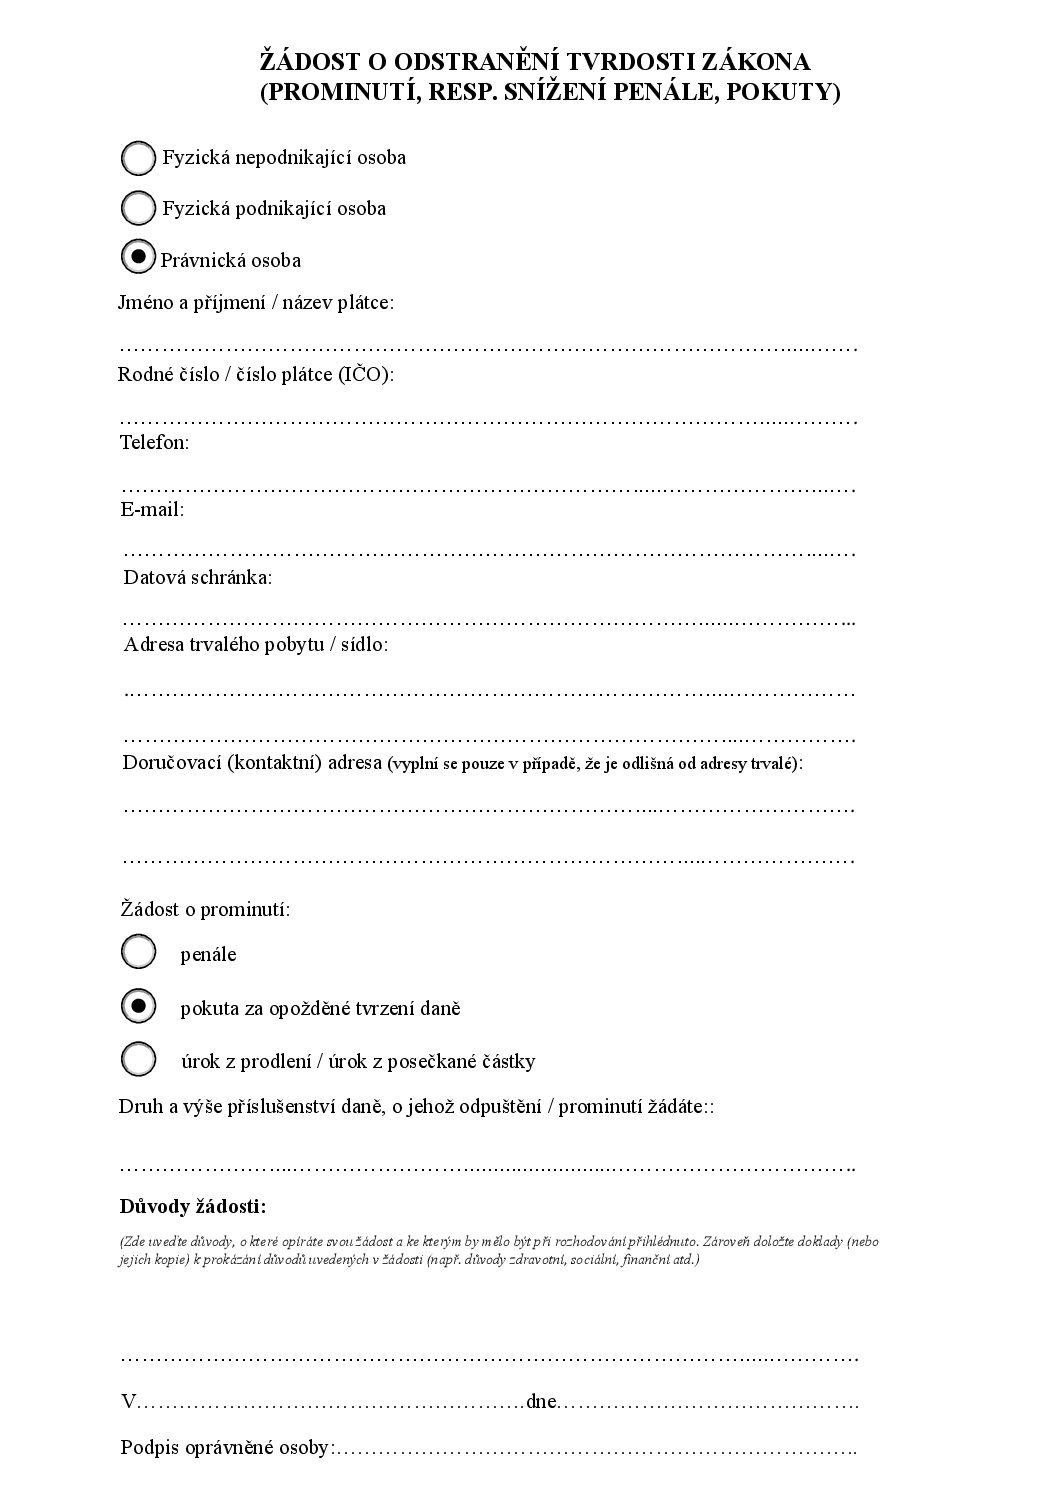 ŽÁDOST O ODSTRANĚNÍ TVRDOSTI ZÁKONA
(PROMINUTÍ, RESP. SNÍŽENÍ PENÁLE, POKUTY)
Fyzická nepodnikající osoba
Fyzická podnikající osoba
Právnická osoba
Jméno a příjmení / název plátce:
……………………………………………………………………………………….....……
Rodné číslo / číslo plátce (IČO):
……………………………………………………………………………………….....………
Telefon:
……………………………………………………………….....…………………...…
E-mail:
……………………………………………………………………………………….....…
Datová schránka:
…………………………………………………………………………......………………...
Adresa trvalého pobytu / sídlo:
.…………………………………………………………………………....………………
…………………………………………………………………………....…………….
Doručovací (kontaktní) adresa (vyplní se pouze v případě, že je odlišná od adresy trvalé):
…………………………………………………………………...……………………….
………………………………………………………………………....…………………
Žádost o prominutí:
penále
pokuta za opožděné tvrzení daně
úrok z prodlení / úrok z posečkané částky
Druh a výše příslušenství daně, o jehož odpuštění / prominutí žádáte::
…………………....……………………........................……………………………..
Důvody žádosti:
(Zde uveďte důvody, o které opíráte svou žádost a ke kterým by mělo být při rozhodování přihlédnuto. Zároveň doložte doklady (nebo
jejich kopie) k prokázání důvodů uvedených v žádosti (např. důvody zdravotní, sociální, finanční atd.)
……………………………………………………………………………….....……….
V……………………………………………….dne…………………………………….
Podpis oprávněné osoby:………………………………………………………………..